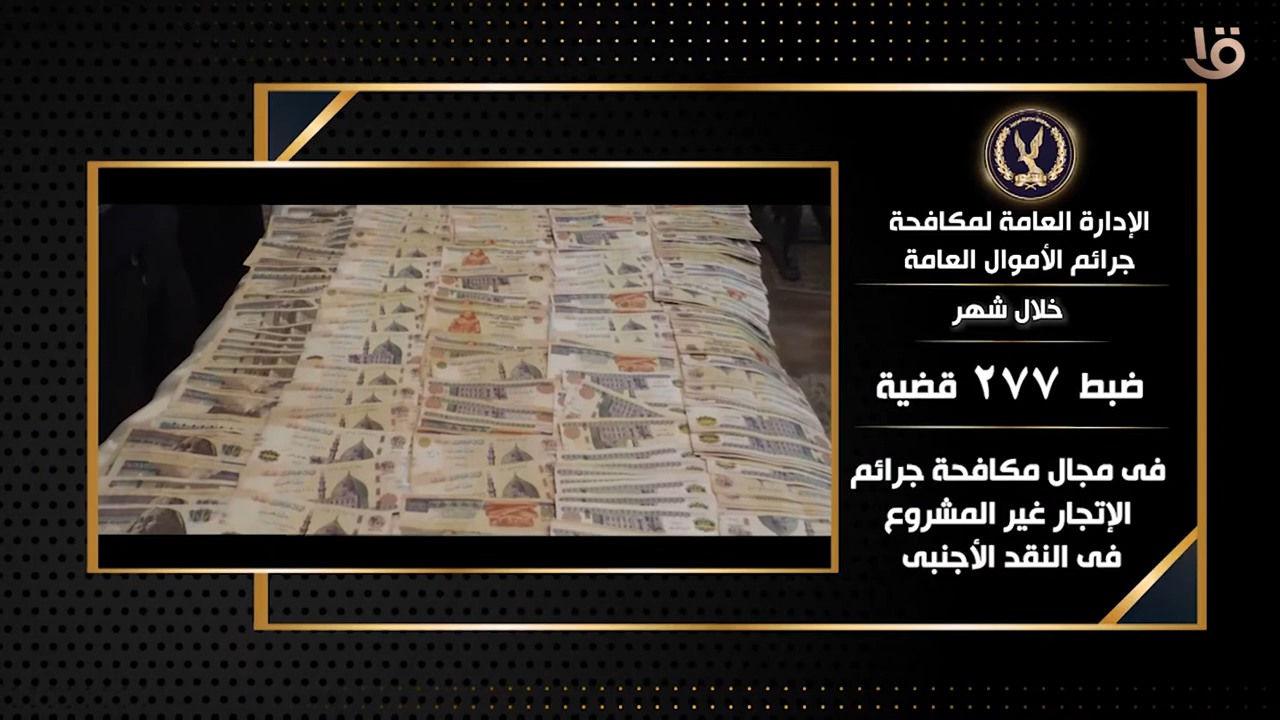 الإدارة العامة لمكافحة
جرائم الأموال العامة
خلال شهر
ضبط ٢٧٧ قضية
فى مجال مكافحة جرائم
الإتجار غير المشروع
فى النقد الأجنبى